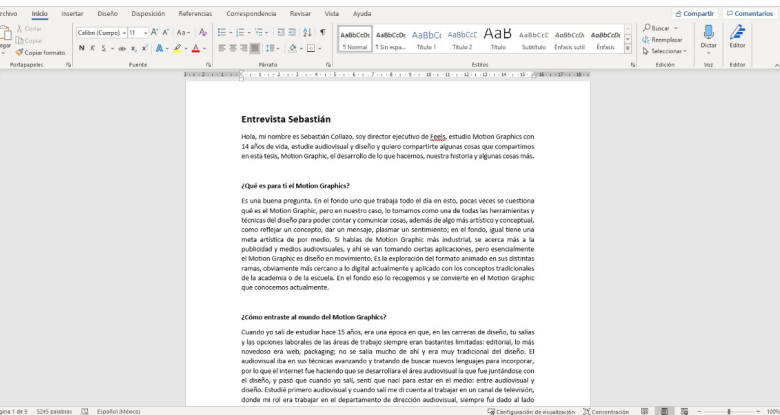 rchivo Inicio Insertar Diseño Disposición Referencias Correspondencia Revisar Vista Ayuda Compartir Comentarios
Cortar Calibri (Cuerpo) 11 Buscar
Copiar AaBbCcDc AaBbCcDc AaBbCc AaBbCcC AaB AaBbCcC AaBbCcDc AaBbCcDc Reemplazar
egar Copiar formato N K S ¶ Normal ¶ Sin espa... Título 1 Título 2 Título Subtítulo Énfasis sutil Énfasis Seleccionar Dictar Editor
Portapapeles Fuente Párrafo Estilos Edición Voz Editor
Entrevista Sebastián
Hola, mi nombre es Sebastián Collazo, soy director ejecutivo de Feels, estudio Motion Graphics con
14 años de vida, estudie audiovisual y diseño y quiero compartirte algunas cosas que compartimos
en esta tesis, Motion Graphic, el desarrollo de lo que hacemos, nuestra historia y algunas cosas más.
¿Qué es para ti el Motion Graphics?
Es una buena pregunta. En el fondo uno que trabaja todo el día en esto, pocas veces se cuestiona
qué es el Motion Graphic, pero en nuestro caso, lo tomamos como una de todas las herramientas y
técnicas del diseño para poder contar y comunicar cosas, además de algo más artístico y conceptual,
como reflejar un concepto, dar un mensaje, plasmar un sentimiento; en el fondo, igual tiene una
meta artística de por medio. Si hablas de Motion Graphic más industrial, se acerca más a la
publicidad y medios audiovisuales, y ahí se van tomando ciertas aplicaciones, pero esencialmente
el Motion Graphic es diseño en movimiento. Es la exploración del formato animado en sus distintas
ramas, obviamente más cercano a lo digital actualmente y aplicado con los conceptos tradicionales
de la academia o de la escuela. En el fondo eso lo recogemos y se convierte en el Motion Graphic
que conocemos actualmente.
¿Cómo entraste al mundo del Motion Graphics?
Cuando yo salí de estudiar hace 15 años, era una época en que, en las carreras de diseño, tú salías
y las opciones laborales de las áreas de trabajo siempre eran bastantes limitadas: editorial, lo más
novedoso era web, packaging; no se salía mucho de ahí y era muy tradicional del diseño. El
audiovisual iba en sus técnicas avanzando y tratando de buscar nuevos lenguajes para incorporar,
por lo que el internet fue haciendo que se desarrollara el área audiovisual la que fue juntándose con
el diseño, y pasó que cuando yo salí, sentí que nací para estar en el medio: entre audiovisual y
diseño. Estudié primero audiovisual y cuando salí me di cuenta al trabajar en un canal de televisión,
donde mi rol era trabajar en el departamento de dirección audiovisual, siempre fui dado al lado
gina 1 de 9 5245 palabras Español (México) Configuración de visualización Concentración 100%